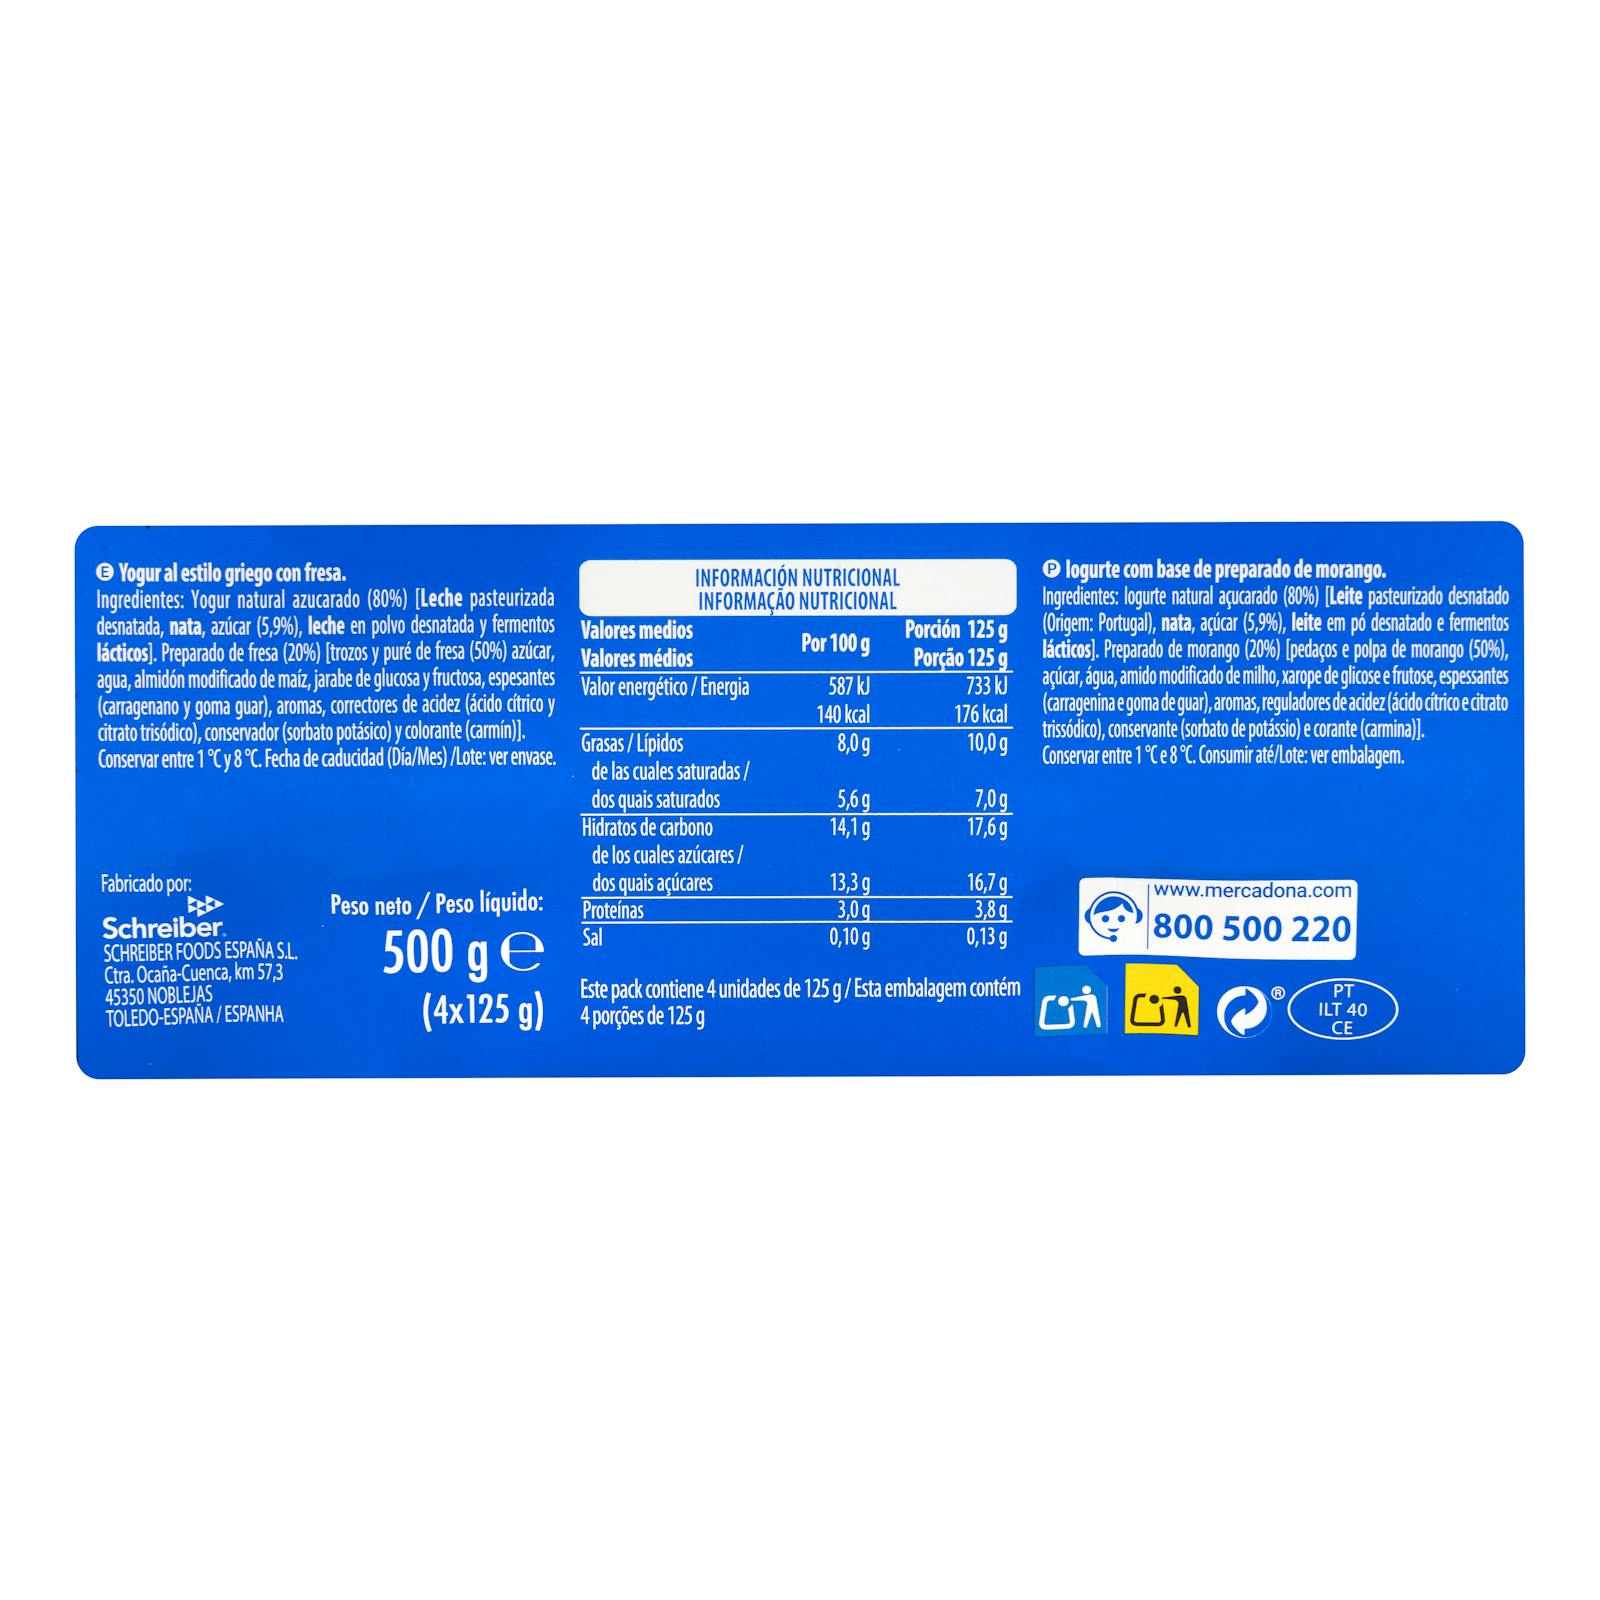 E Yogur al estilo griego con fresa.
Ingredientes: Yogur natural azucarado (80%) [Leche pasteurizada
desnatada, nata, azúcar (5,9%), leche en polvo desnatada y fermentos
lácticos]. Preparado de fresa (20%) [trozos y puré de fresa (50%) azúcar,
agua, almidón modificado de maíz, jarabe de glucosa y fructosa, espesantes
(carragenano y goma guar), aromas, correctores de acidez (ácido cítrico y
citrato trisódico), conservador (sorbato potásico) y colorante (carmín)].
Conservar entre 1 °C y 8 °C. Fecha de caducidad (Día/Mes) /Lote: ver envase.
Fabricado por:
Schreiber
SCHREIBER FOODS ESPAÑA S.L.
Ctra. Ocaña-Cuenca, km 57,3
45350 NOBLEJAS
TOLEDO-ESPAÑA / ESPANHA
Peso neto / Peso líquido:
500 g e
(4x125 g)
INFORMACIÓN NUTRICIONAL
INFORMAÇÃO NUTRICIONAL
Valores medios Porción 125 g
Por 100 g
Valores médios Porção 125 g
Valor energético / Energia 587 kJ 733 kJ
140 kcal 176 kcal
Grasas / Lípidos 8,0 g 10,0 g
de las cuales saturadas /
dos quais saturados 5,6 g 7,0 g
Hidratos de carbono 14,1 g 17,6 g
de los cuales azúcares /
dos quais açúcares 13,3 g 16,7 g
Proteínas 3,0 g 3,8 g
Sal 0,10 g 0,13 g
Este pack contiene 4 unidades de 125 g / Esta embalagem contém
4 porções de 125 g
P Iogurte com base de preparado de morango.
Ingredientes: Iogurte natural açucarado (80%) [Leite pasteurizado desnatado
(Origem: Portugal), nata, açúcar (5,9%), leite em pó desnatado e fermentos
lácticos]. Preparado de morango (20%) [pedaços e polpa de morango (50%),
açúcar, água, amido modificado de milho, xarope de glicose e frutose, espessantes
(carragenina e goma de guar), aromas, reguladores de acidez (ácido cítrico e citrato
trissódico), conservante (sorbato de potássio) e corante (carmina)].
Conservar entre 1 °C e 8 °C. Consumir até/Lote: ver embalagem.
www.mercadona.com
800 500 220
®
PT
ILT 40
CE